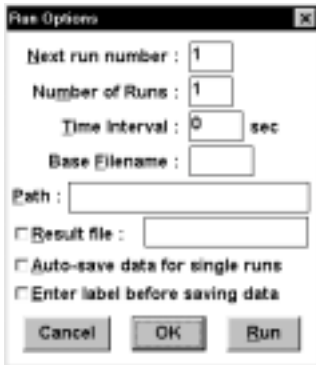 Run Options
Next run number : 1
Number of Runs : 1
Time Interval : 0 sec
Base Filename :
Path :
Result file :
Auto-save data for single runs
Enter label before saving data
Cancel OK Run